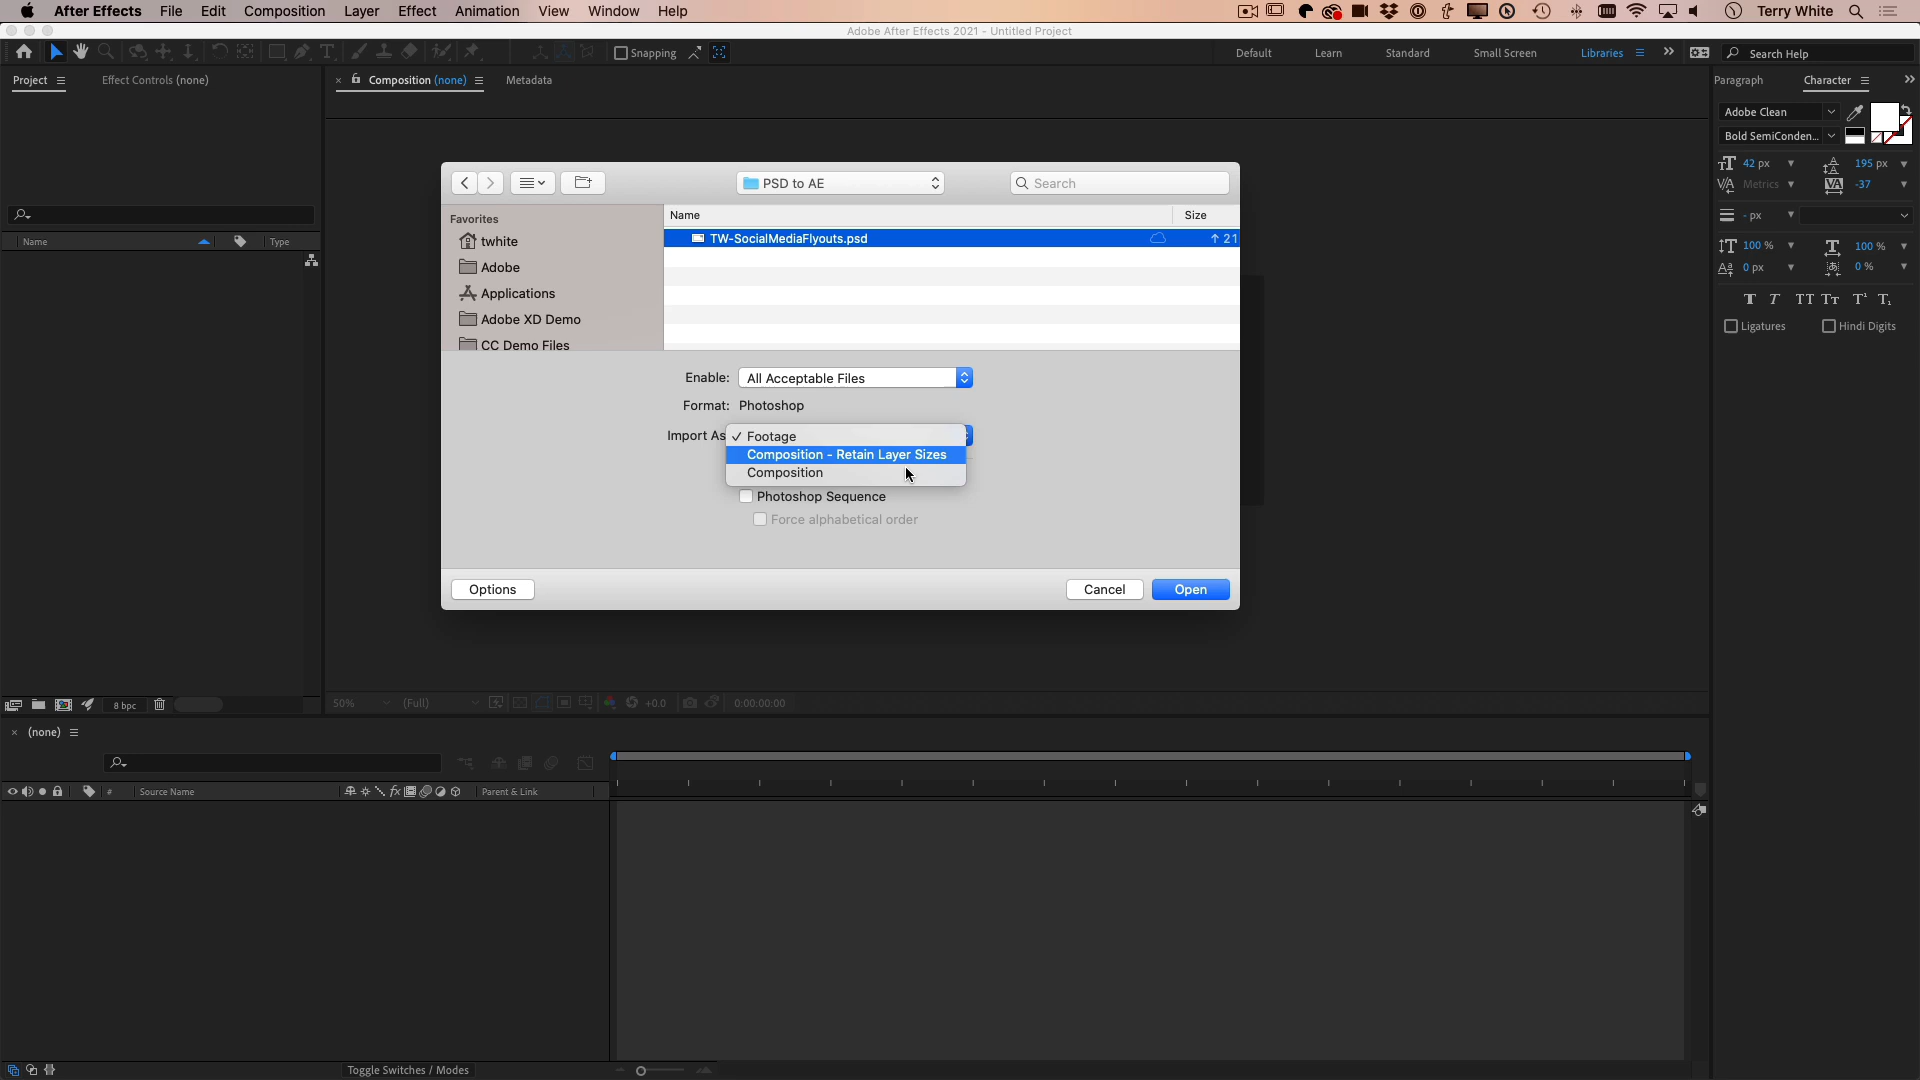 After Effects File Edit Composition Layer Effect Animation View Window Help Terry White
Adobe After Effects 2021 - Untitled Project
Snapping Default Learn Standard Small Screen Libraries Search Help
Project Effect Controls (none) Composition (none) Metadata Paragraph Character
Adobe Clean
Bold SemiConden...
42 px 195 px
Metrics -37
- px
100 % 100 %
0 px 0 %
Ligatures Hindi Digits
Name Type
PSD to AE Search
Favorites Name Size
twhite TW-SocialMediaFlyouts.psd 21
Adobe
Applications
Adobe XD Demo
CC Demo Files
Enable: All Acceptable Files
Format: Photoshop
Import As Footage
Composition - Retain Layer Sizes
Composition
Photoshop Sequence
Force alphabetical order
Options Cancel Open
8 bpc 50% (Full) +0.0 0:00:00:00
(none)
# Source Name Parent & Link
Toggle Switches / Modes